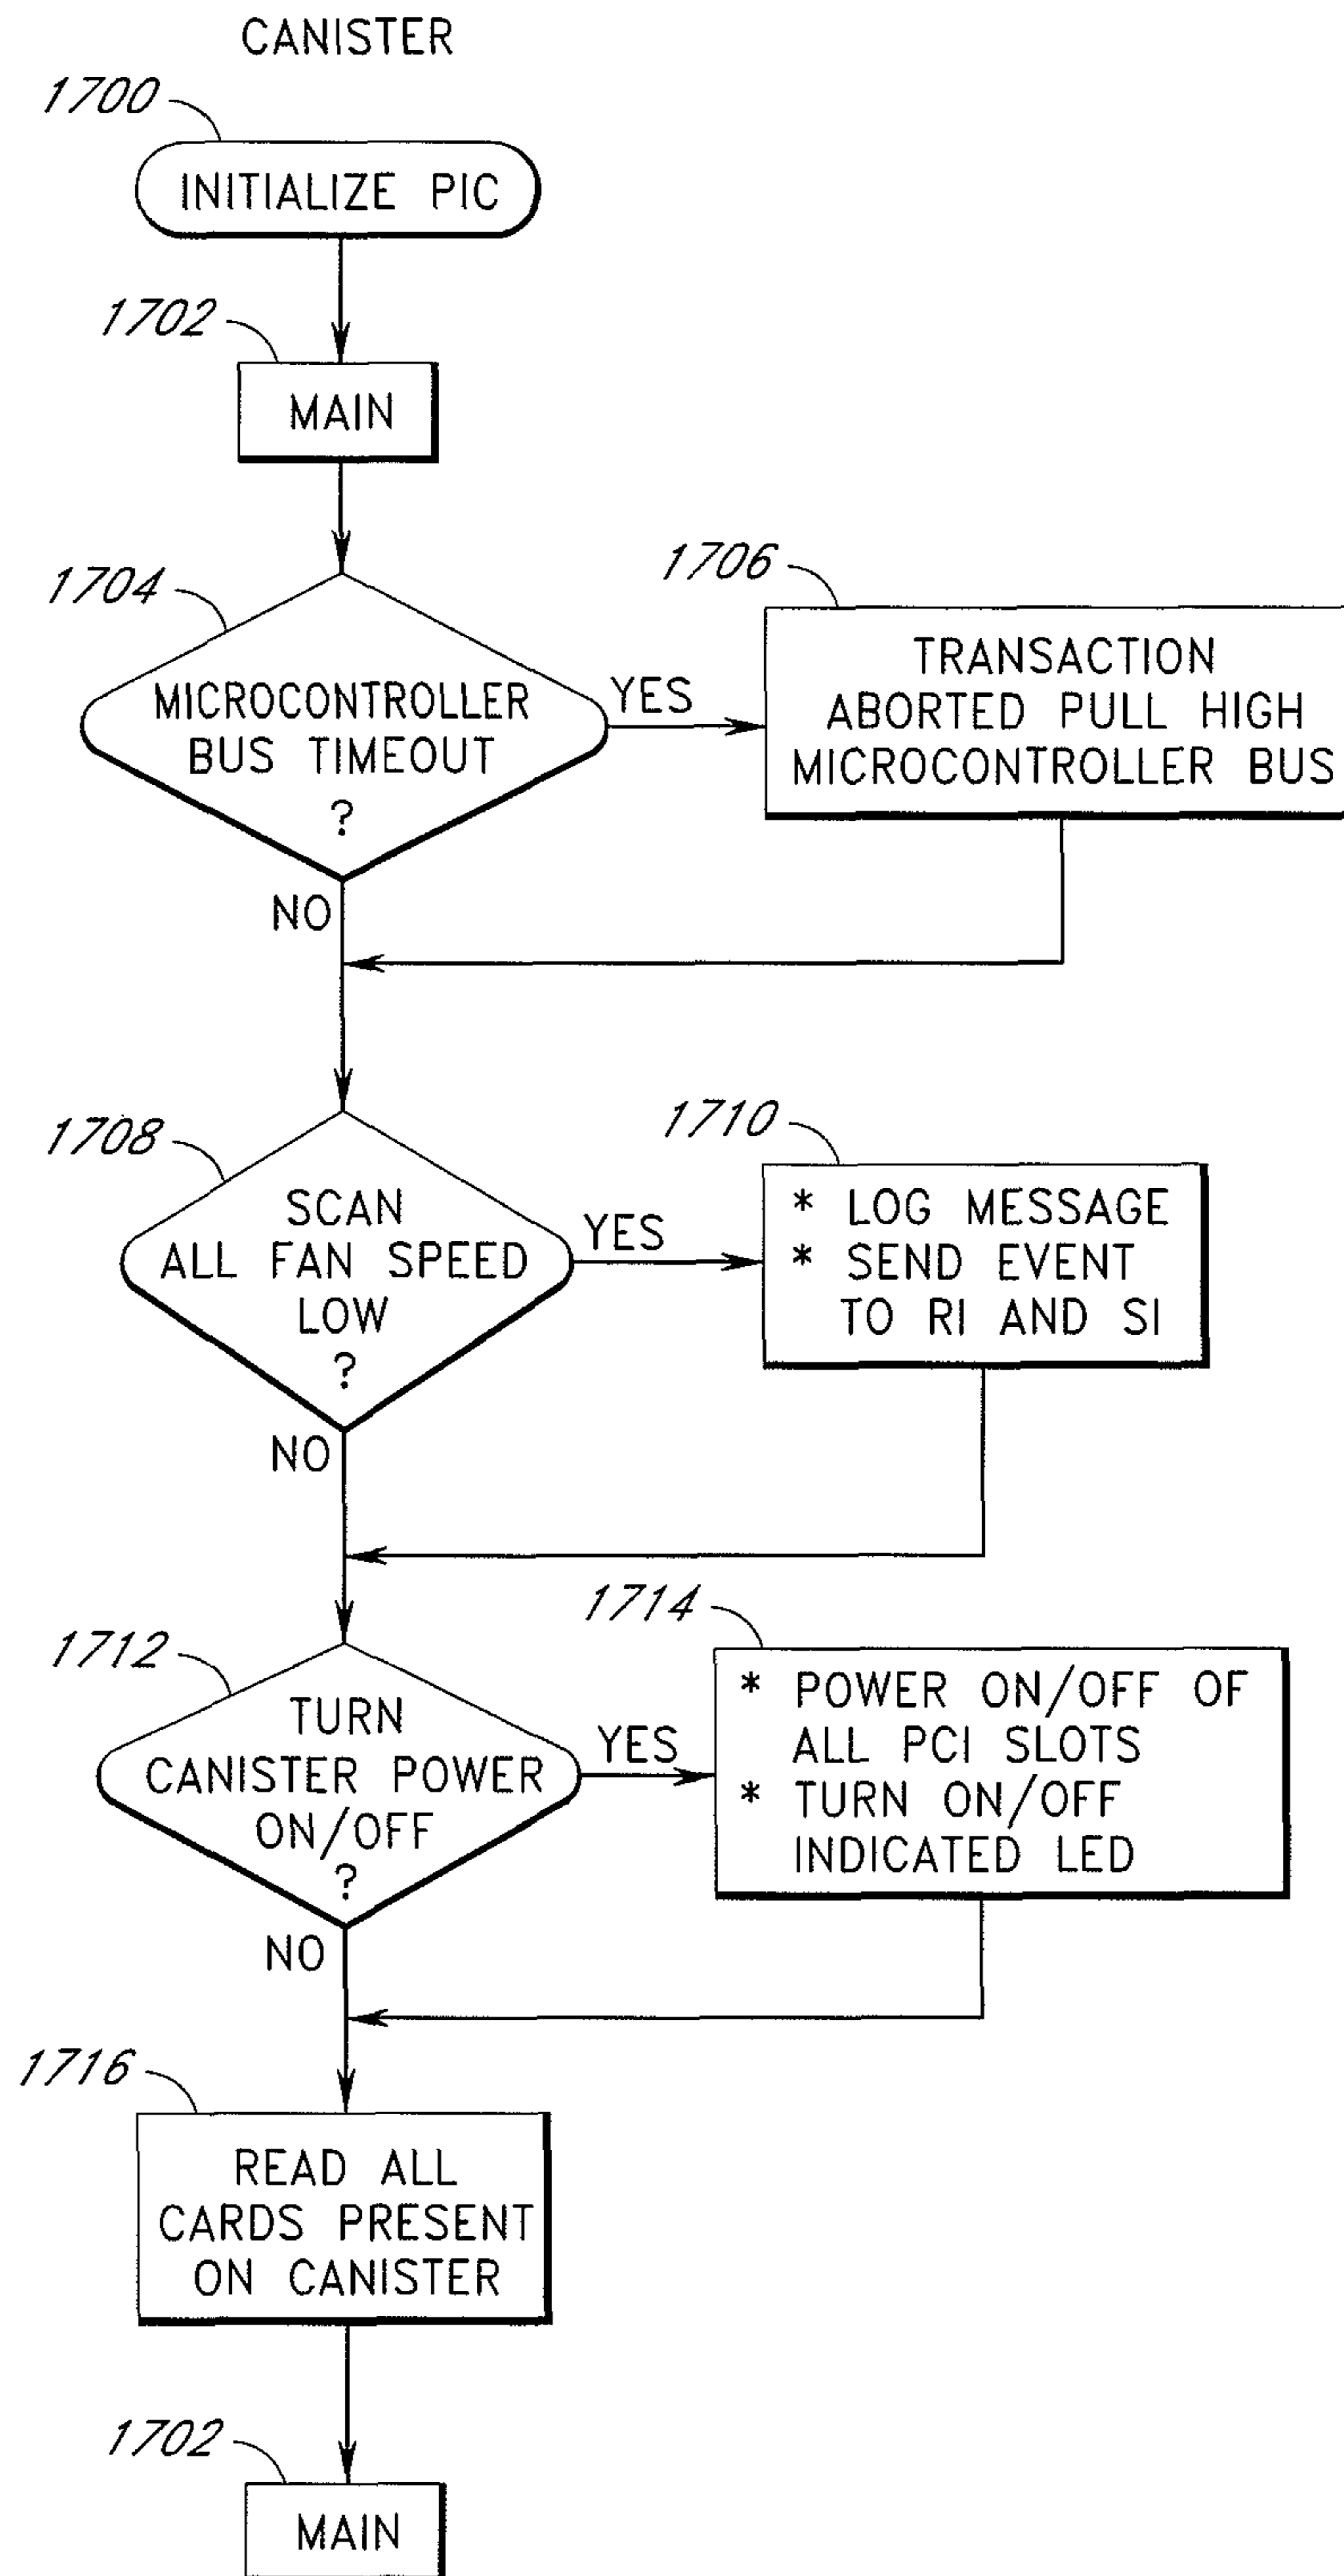 CANISTER
1700
INITIALIZE PIC
1702
MAIN
1704
MICROCONTROLLER
BUS TIMEOUT
?
YES
NO
1706
TRANSACTION
ABORTED PULL HIGH
MICROCONTROLLER BUS
1708
SCAN
ALL FAN SPEED
LOW
?
YES
NO
1710
* LOG MESSAGE
* SEND EVENT
TO RI AND SI
1712
TURN
CANISTER POWER
ON/OFF
?
YES
NO
1714
* POWER ON/OFF OF
ALL PCI SLOTS
* TURN ON/OFF
INDICATED LED
1716
READ ALL
CARDS PRESENT
ON CANISTER
1702
MAIN